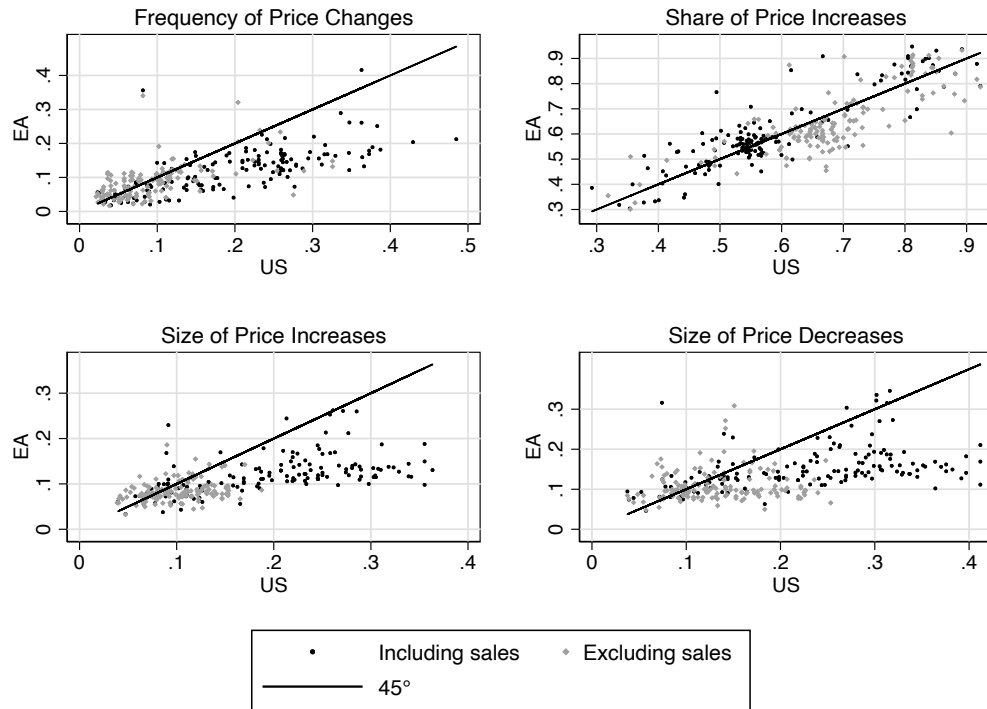 Frequency of Price Changes
EA
0 .1 .2 .3 .4
0 .1 .2 .3 .4 .5
US
Share of Price Increases
EA
.3 .4 .5 .6 .7 .8 .9
.3 .4 .5 .6 .7 .8 .9
US
Size of Price Increases
EA
0 .1 .2 .3
0 .1 .2 .3 .4
US
Size of Price Decreases
EA
0 .1 .2 .3
0 .1 .2 .3 .4
US
Including sales Excluding sales
45°